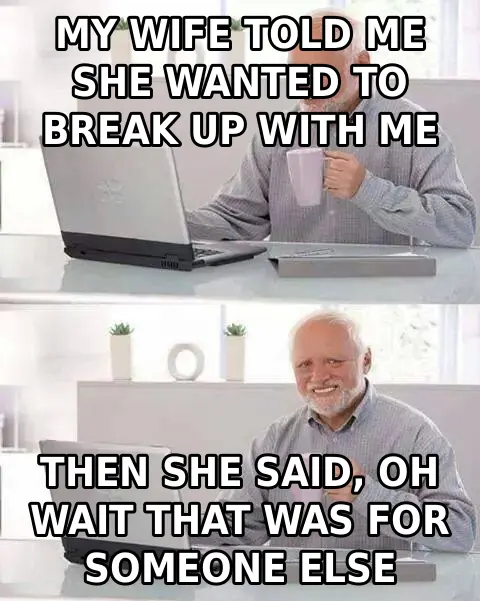 MY WIFE TOLD ME
SHE WANTED TO
BREAK UP WITH ME
THEN SHE SAID, OH
WAIT THAT WAS FOR
SOMEONE ELSE